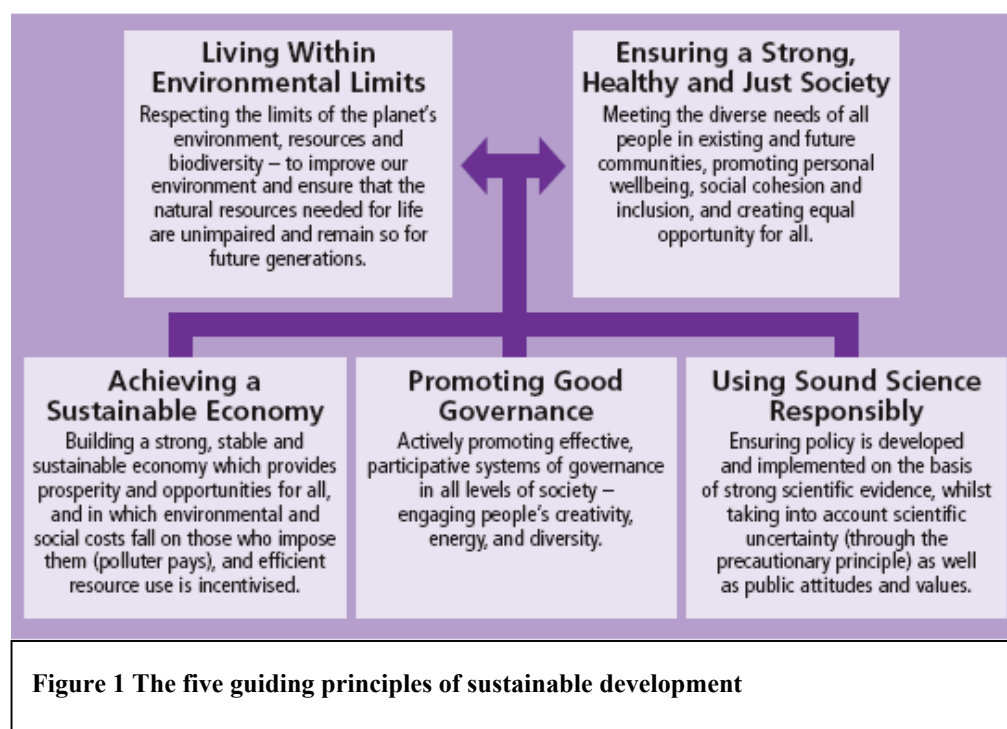 Living Within
Environmental Limits
Respecting the limits of the planet's
environment, resources and
biodiversity – to improve our
environment and ensure that the
natural resources needed for life
are unimpaired and remain so for
future generations.
Ensuring a Strong,
Healthy and Just Society
Meeting the diverse needs of all
people in existing and future
communities, promoting personal
wellbeing, social cohesion and
inclusion, and creating equal
opportunity for all.
Achieving a
Sustainable Economy
Building a strong, stable and
sustainable economy which provides
prosperity and opportunities for all,
and in which environmental and
social costs fall on those who impose
them (polluter pays), and efficient
resource use is incentivised.
Promoting Good
Governance
Actively promoting effective,
participative systems of governance
in all levels of society –
engaging people's creativity,
energy, and diversity.
Using Sound Science
Responsibly
Ensuring policy is developed
and implemented on the basis
of strong scientific evidence, whilst
taking into account scientific
uncertainty (through the
precautionary principle) as well
as public attitudes and values.
Figure 1 The five guiding principles of sustainable development